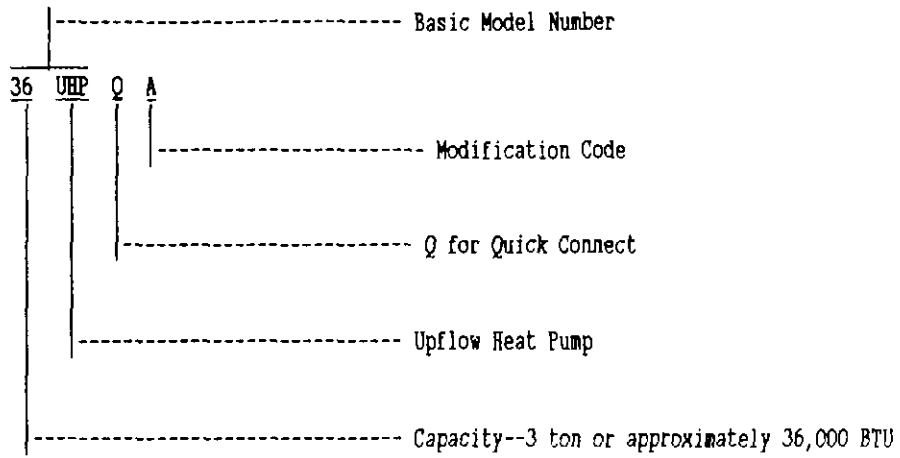 Basic Model Number
36 UHP Q A
Modification Code
Q for Quick Connect
Upflow Heat Pump
Capacity--3 ton or approximately 36,000 BTU